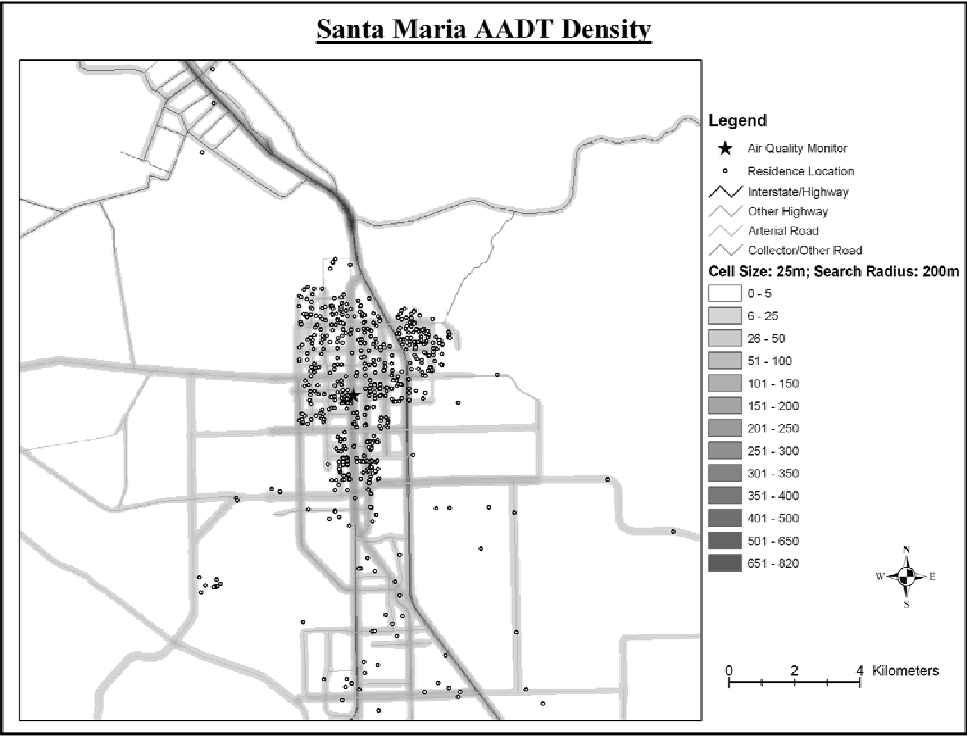 Santa Maria AADT Density
Legend
Air Quality Monitor
Residence Location
Interstate/Highway
Other Highway
Arterial Road
Collector/Other Road
Cell Size: 25m; Search Radius: 200m
0 - 5
6 - 25
26 - 50
51 - 100
101 - 150
151 - 200
201 - 250
251 - 300
301 - 350
351 - 400
401 - 500
501 - 650
651 - 820
N
W E
S
0 2 4 Kilometers